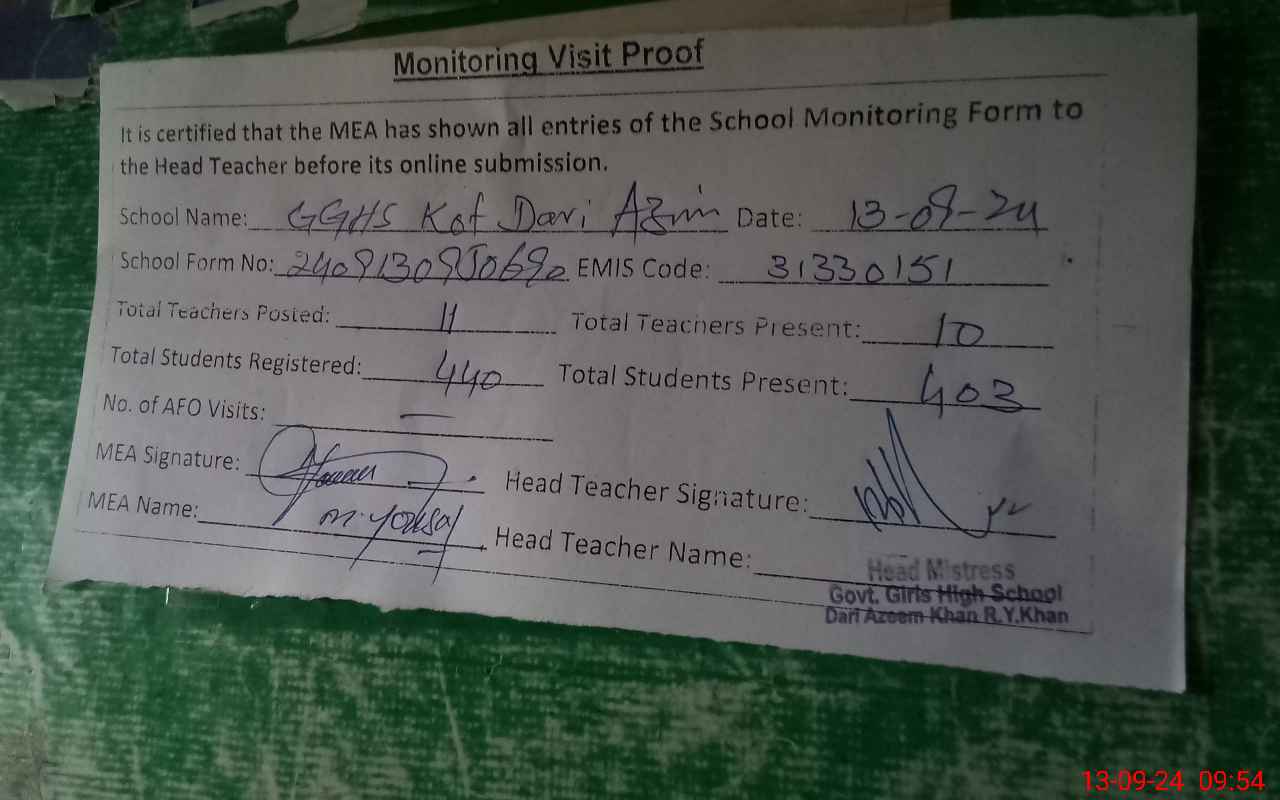 Monitoring Visit Proof
It is certified that the MEA has shown all entries of the School Monitoring Form to
the Head Teacher before its online submission.
School Name: GGHS Kot Dari Azim Date: 13-09-24
School Form No: EMIS Code: 31330151
Total Teachers Posted: 11 Total Teachers Present: 10
Total Students Registered: 440 Total Students Present: 403
No. of AFO Visits: —
MEA Signature: Head Teacher Signature:
MEA Name: M. Yousaf Head Teacher Name:
Head Mistress
Govt. Girls High School
Dari Azeem Khan R.Y.Khan
13-09-24 09:54